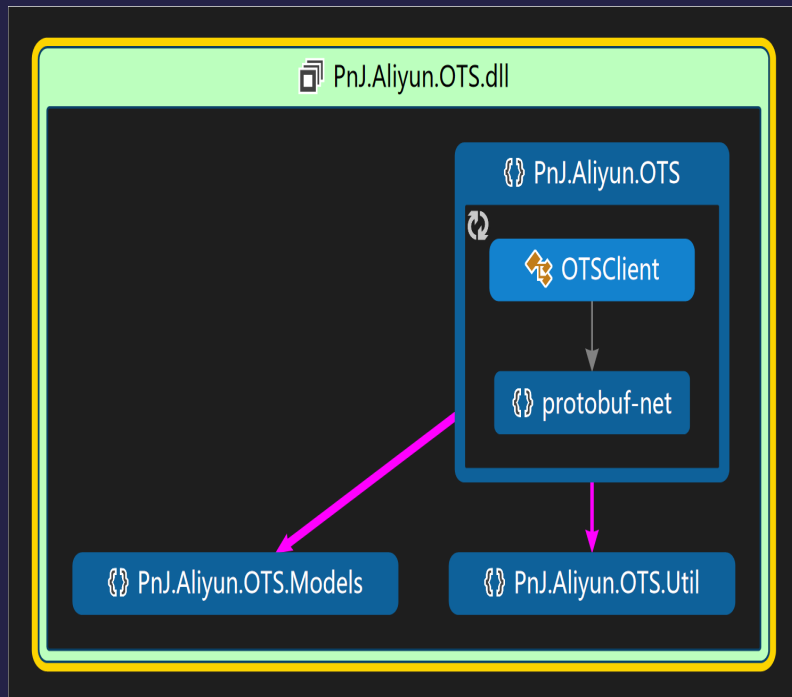 PnJ.Aliyun.OTS.dll
PnJ.Aliyun.OTS
OTSClient
protobuf-net
PnJ.Aliyun.OTS.Models
PnJ.Aliyun.OTS.Util